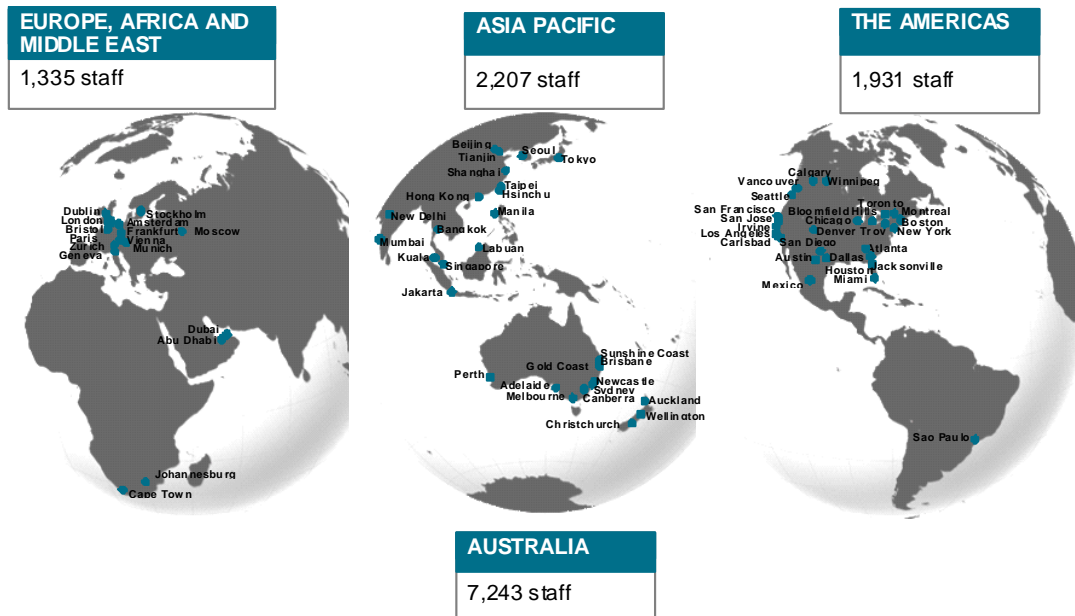 EUROPE, AFRICA AND
MIDDLE EAST
1,335 staff
ASIA PACIFIC
2,207 staff
THE AMERICAS
1,931 staff
Dublin
London
Bristol
Paris
Zurich
Geneva
Stockholm
Amsterdam
Frankfurt
Vienna
Munich
Moscow
Dubai
Abu Dhabi
Johannesburg
Cape Town
Beijing
Tianjin
Seoul
Tokyo
Shanghai
Taipei
Hsinchu
Hong Kong
New Delhi
Manila
Bangkok
Mumbai
Labuan
Kuala
Singapore
Jakarta
Sunshine Coast
Brisbane
Gold Coast
Perth
Newcastle
Adelaide
Sydney
Melbourne
Canberra
Auckland
Wellington
Christchurch
Calgary
Vancouver
Winnipeg
Seattle
Toronto
San Francisco
Bloomfield Hills
Montreal
San Jose
Chicago
Boston
Irvine
Denver
Troy
New York
Los Angeles
Carlsbad
San Diego
Atlanta
Austin
Dallas
Houston
Jacksonville
Miami
Mexico
Sao Paulo
AUSTRALIA
7,243 staff